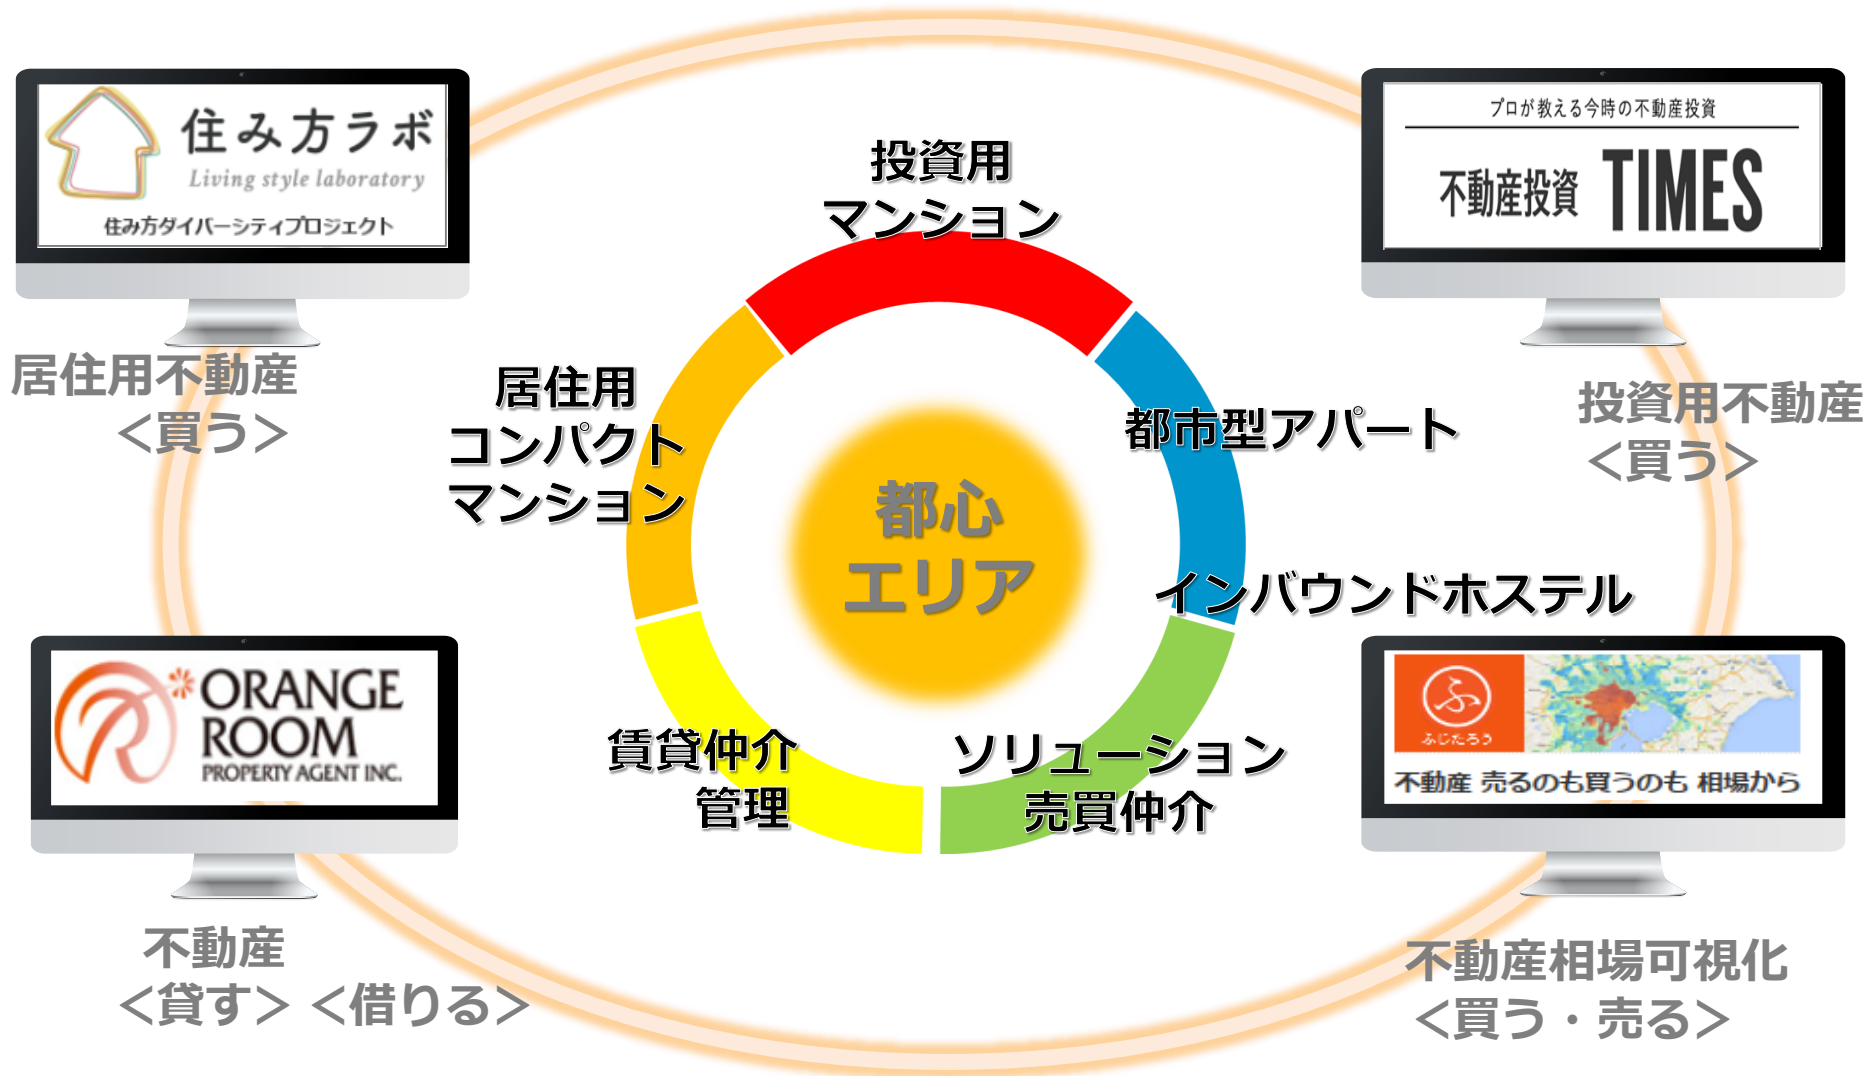 住み方ラボ
Living style laboratory
住み方ダイバーシティプロジェクト
居住用不動産
＜買う＞
プロが教える今時の不動産投資
不動産投資 TIMES
投資用不動産
＜買う＞
投資用
マンション
居住用
コンパクト
マンション
都市型アパート
インバウンドホステル
都心
エリア
賃貸仲介
管理
ソリューション
売買仲介
ORANGE
ROOM
PROPERTY AGENT INC.
不動産
＜貸す＞＜借りる＞
ふ
ふじたろう
不動産 売るのも買うのも 相場から
不動産相場可視化
＜買う・売る＞